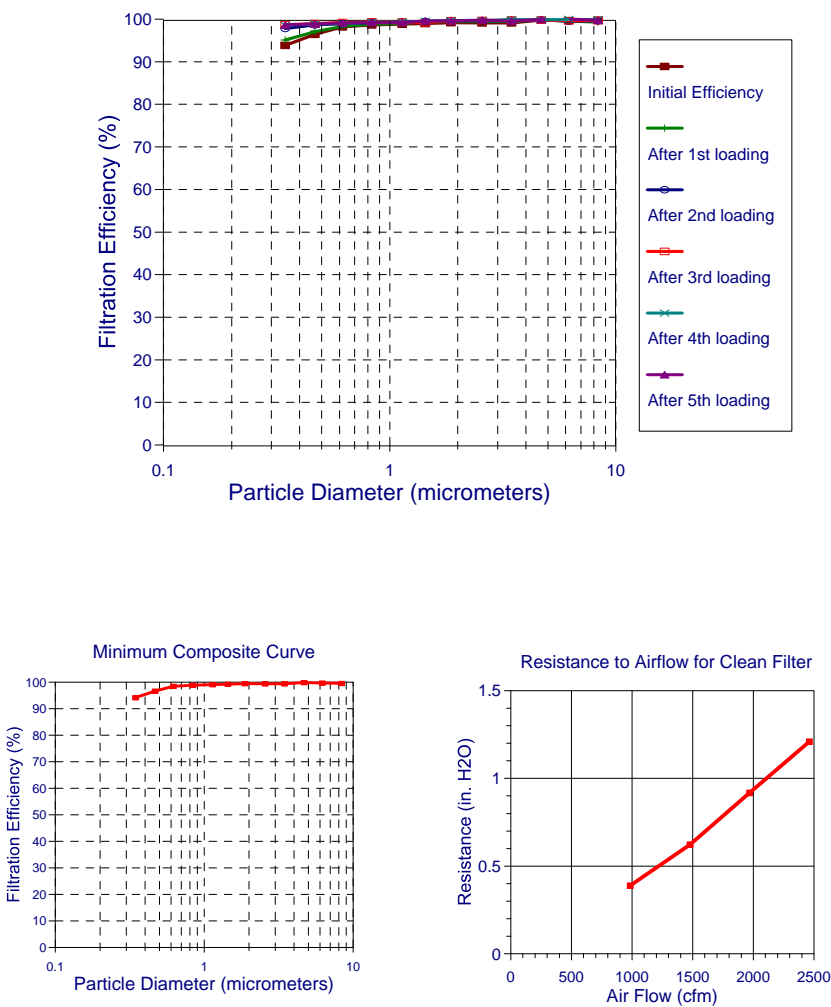 100
90
80
70
60
50
40
30
20
10
0
Filtration Efficiency (%)
0.1 1 10
Particle Diameter (micrometers)
Initial Efficiency
After 1st loading
After 2nd loading
After 3rd loading
After 4th loading
After 5th loading
Minimum Composite Curve
100
90
80
70
60
50
40
30
20
10
0
Filtration Efficiency (%)
0.1 1 10
Particle Diameter (micrometers)
Resistance to Airflow for Clean Filter
1.5
1
0.5
0
Resistance (in. H2O)
0 500 1000 1500 2000 2500
Air Flow (cfm)